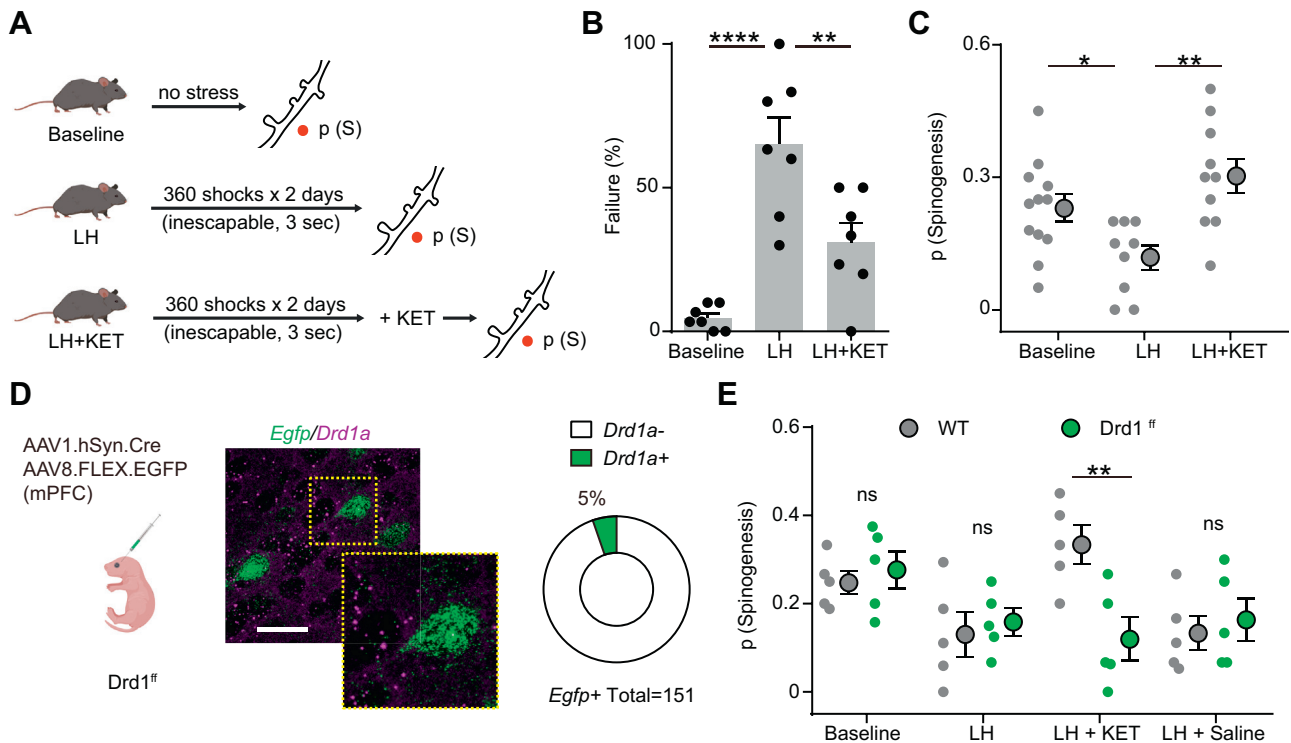 A
no stress
Baseline
p (S)
360 shocks x 2 days
(inescapable, 3 sec)
LH
p (S)
360 shocks x 2 days
(inescapable, 3 sec)
+ KET
LH+KET
p (S)
B
****
**
100
50
0
Failure (%)
Baseline
LH
LH+KET
C
*
**
0.6
0.3
0
p (Spinogenesis)
Baseline
LH
LH+KET
D
AAV1.hSyn.Cre
AAV8.FLEX.EGFP
(mPFC)
Drd1ff
Egfp/Drd1a
Drd1a-
Drd1a+
5%
Egfp+ Total=151
E
WT
Drd1 ff
0.6
0.4
0.2
0
p (Spinogenesis)
ns
ns
**
ns
Baseline
LH
LH + KET
LH + Saline